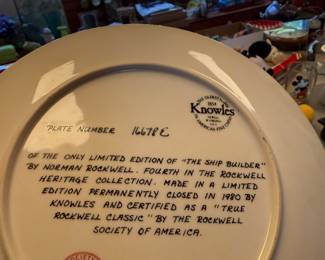 Knowles
PLATE NUMBER 16678E
OF THE ONLY LIMITED EDITION OF "THE SHIP BUILDER"
BY NORMAN ROCKWELL. FOURTH IN THE ROCKWELL
HERITAGE COLLECTION. MADE IN A LIMITED
EDITION PERMANENTLY CLOSED IN 1980 BY
KNOWLES AND CERTIFIED AS A "TRUE
ROCKWELL CLASSIC" BY THE ROCKWELL
SOCIETY OF AMERICA.